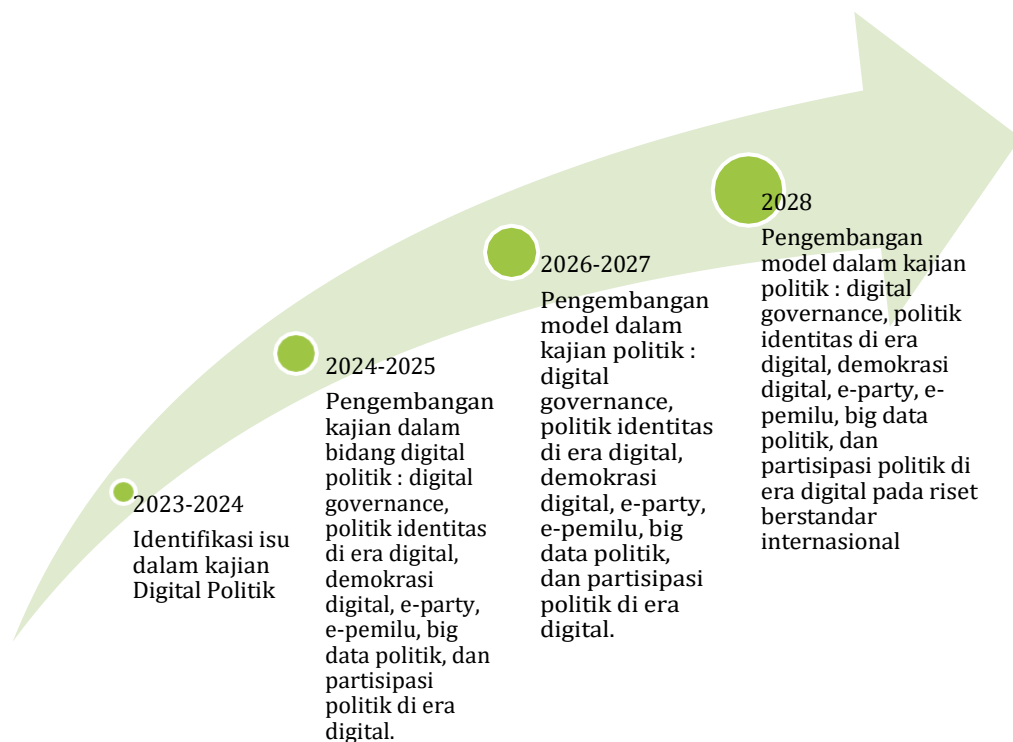 2023-2024
Identifikasi isu
dalam kajian
Digital Politik
2024-2025
Pengembangan
kajian dalam
bidang digital
politik : digital
governance,
politik identitas
di era digital,
demokrasi
digital, e-party,
e-pemilu, big
data politik, dan
partisipasi
politik di era
digital.
2026-2027
Pengembangan
model dalam
kajian politik :
digital
governance,
politik identitas
di era digital,
demokrasi
digital, e-party,
e-pemilu, big
data politik,
dan partisipasi
politik di era
digital.
2028
Pengembangan
model dalam kajian
politik : digital
governance, politik
identitas di era
digital, demokrasi
digital, e-party, e-
pemilu, big data
politik, dan
partisipasi politik di
era digital pada riset
berstandar
internasional